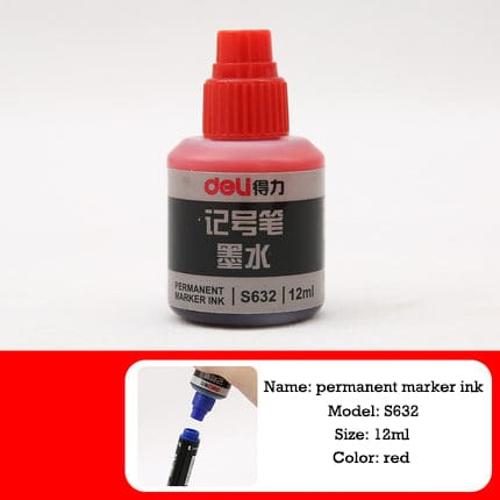 deli得力
记号笔
墨水
PERMANENT
MARKER INK
S632
12ml
Name: permanent marker ink
Model: S632
Size: 12ml
Color: red